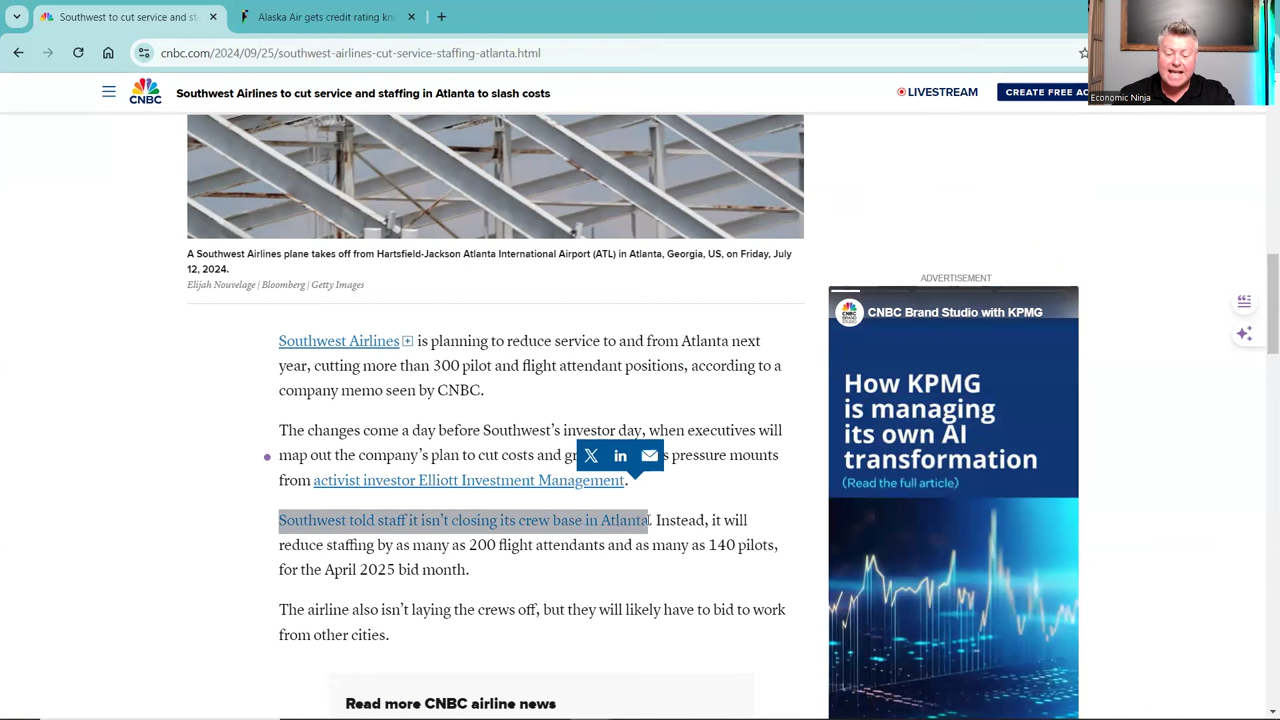 Southwest to cut service and st
Alaska Air gets credit rating kn
cnbc.com/2024/09/25/southwest-airlines-cut-service-staffing-atlanta.html
CNBC
Southwest Airlines to cut service and staffing in Atlanta to slash costs
LIVESTREAM
CREATE FREE AC
Economic Ninja
A Southwest Airlines plane takes off from Hartsfield-Jackson Atlanta International Airport (ATL) in Atlanta, Georgia, US, on Friday, July
12, 2024.
Elijah Nouvelage | Bloomberg | Getty Images
Southwest Airlines is planning to reduce service to and from Atlanta next
year, cutting more than 300 pilot and flight attendant positions, according to a
company memo seen by CNBC.
The changes come a day before Southwest’s investor day, when executives will
map out the company’s plan to cut costs and gr s pressure mounts
from activist investor Elliott Investment Management.
Southwest told staff it isn’t closing its crew base in Atlanta. Instead, it will
reduce staffing by as many as 200 flight attendants and as many as 140 pilots,
for the April 2025 bid month.
The airline also isn’t laying the crews off, but they will likely have to bid to work
from other cities.
Read more CNBC airline news
ADVERTISEMENT
CNBC Brand Studio with KPMG
How KPMG
is managing
its own AI
transformation
(Read the full article)